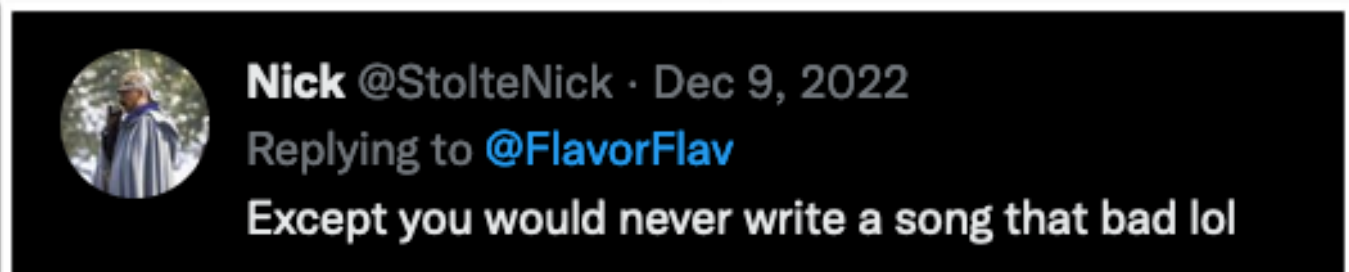 Nick @StolteNick · Dec 9, 2022
Replying to @FlavorFlav
Except you would never write a song that bad lol